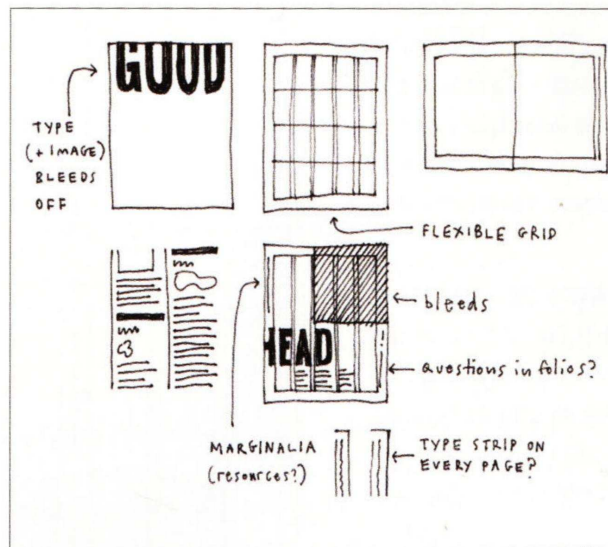 GOOD
TYPE
(+ IMAGE)
BLEEDS
OFF
FLEXIBLE GRID
bleeds
HEAD
Questions in folios?
MARGINALIA
(resources?)
TYPE STRIP ON
EVERY PAGE?